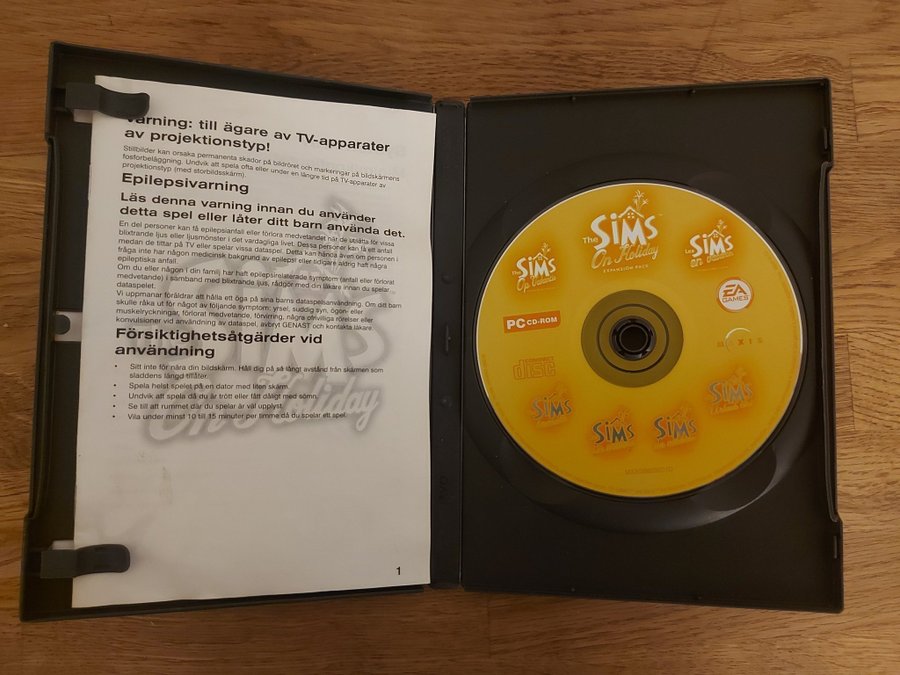 Varning: till ägare av TV-apparater
av projektionstyp!
Stillbilder kan orsaka permanenta skador på bildröret och markeringar på bildskärmens
fosforbeläggning. Undvik att spela ofta eller under en längre tid på TV-apparater av
projektionstyp (med storbildsskärm).
Epilepsivarning
Läs denna varning innan du använder
detta spel eller låter ditt barn använda det.
En del personer kan få epilepsianfall eller förlora medvetandet när de utsätts för vissa
blixtrande ljus eller ljusmönster i det vardagliga livet. Dessa personer kan få ett anfall
medan de tittar på TV eller spelar vissa dataspel. Detta kan hända även om personen i
fråga inte har någon medicinsk bakgrund av epilepsi eller tidigare aldrig haft några
epileptiska anfall.
Om du eller någon i din familj har haft epilepsirelaterade symptom (anfall eller förlorat
medvetande) i samband med blixtrande ljus, rådgör med din läkare innan du spelar
dataspelet.
Vi uppmanar föräldrar att hålla ett öga på sina barns dataspelsanvändning. Om ditt barn
skulle råka ut för något av följande symptom: yrsel, suddig syn, ögon- eller
muskelryckningar, förlorat medvetande, förvirring, några ofrivilliga rörelser eller
konvulsioner vid användning av dataspel, avbryt GENAST och kontakta läkare.
Försiktighetsåtgärder vid
användning
• Sitt inte för nära din bildskärm. Håll dig på så långt avstånd från skärmen som
sladdens längd tillåter.
• Spela helst spelet på en dator med liten skärm.
• Undvik att spela då du är trött eller fått dåligt med sömn.
• Se till att rummet där du spelar är väl upplyst.
• Vila under minst 10 till 15 minuter per timme då du spelar ett spel.
SIMS
On Holiday
1
The SIMS
On Holiday
EXPANSION PACK
The SIMS
Op Vakantie
Les SIMS
en vacances
EA
GAMES
PC CD-ROM
MAXIS
COMPACT
disc
SIMS
SIMS
SIMS
SIMS